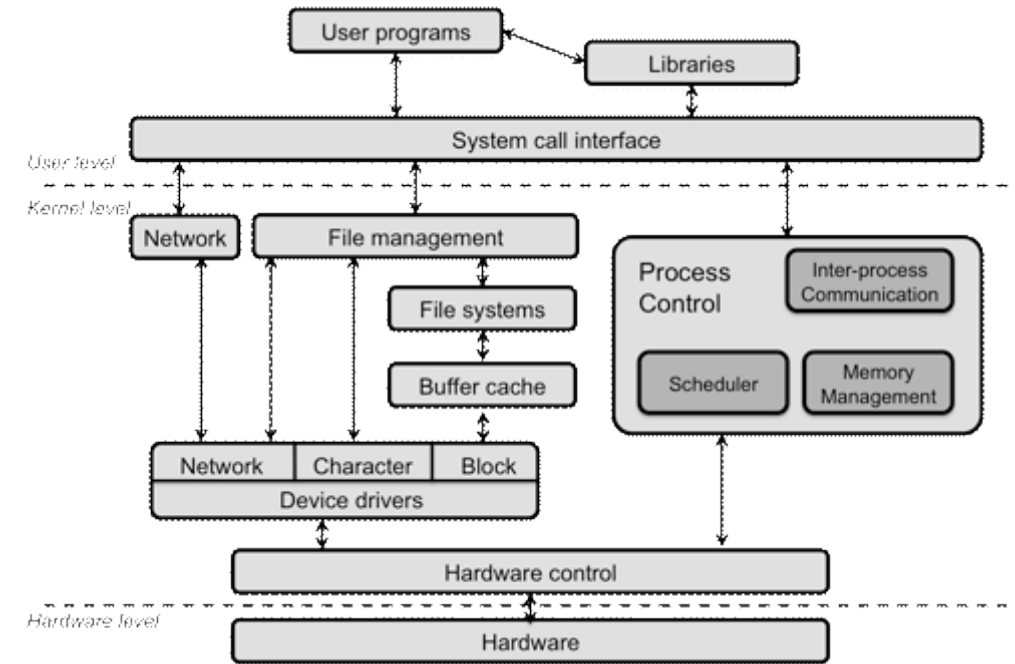 User programs
Libraries
System call interface
User level
Kernel level
Network
File management
Process
Control
Inter-process
Communication
File systems
Scheduler
Memory
Management
Buffer cache
Network
Character
Block
Device drivers
Hardware control
Hardware level
Hardware